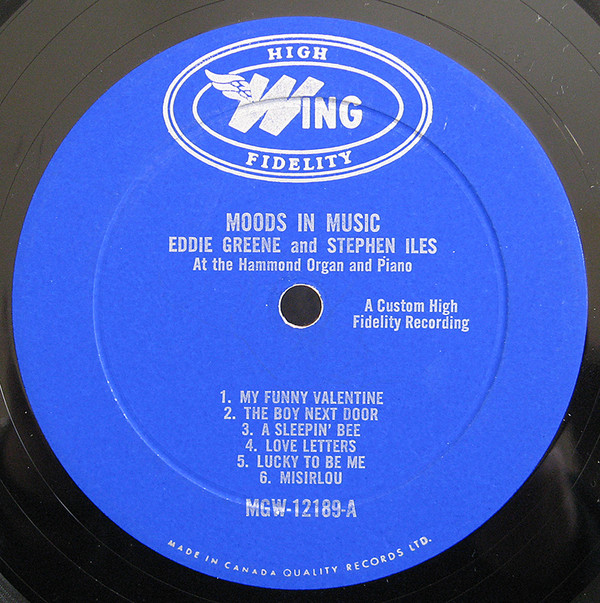 HIGH
WING
FIDELITY
MOODS IN MUSIC
EDDIE GREENE and STEPHEN ILES
At the Hammond Organ and Piano
A Custom High
Fidelity Recording
1. MY FUNNY VALENTINE
2. THE BOY NEXT DOOR
3. A SLEEPIN' BEE
4. LOVE LETTERS
5. LUCKY TO BE ME
6. MISIRLOU
MGW-12189-A
MADE IN CANADA QUALITY RECORDS LTD.